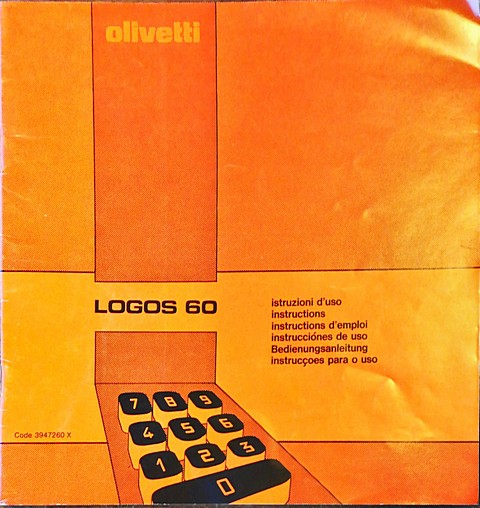 olivetti
LOGOS 60
istruzioni d'uso
instructions
instructions d'emploi
instrucciónes de uso
Bedienungsanleitung
instrucçoes para o uso
Code 3947260 X
7 8 9
4 5 6
1 2 3
0